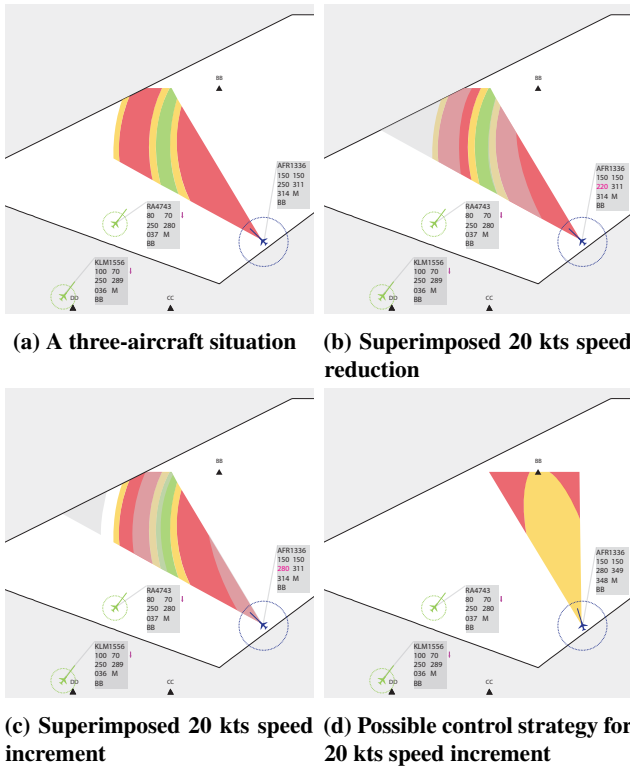 BB
AFR1336
150 150
250 311
314 M
BB
RA4743
80 70
250 280
037 M
BB
KLM1556
100 70
250 289
036 M
BB
DD
CC
(a) A three-aircraft situation
BB
AFR1336
150 150
220 311
314 M
BB
RA4743
80 70
250 280
037 M
BB
KLM1556
100 70
250 289
036 M
BB
DD
CC
(b) Superimposed 20 kts speed
reduction
BB
AFR1336
150 150
280 311
314 M
BB
RA4743
80 70
250 280
037 M
BB
KLM1556
100 70
250 289
036 M
BB
DD
CC
(c) Superimposed 20 kts speed
increment
BB
AFR1336
150 150
280 349
348 M
BB
RA4743
80 70
250 280
037 M
BB
KLM1556
100 70
250 289
036 M
BB
DD
CC
(d) Possible control strategy for
20 kts speed increment